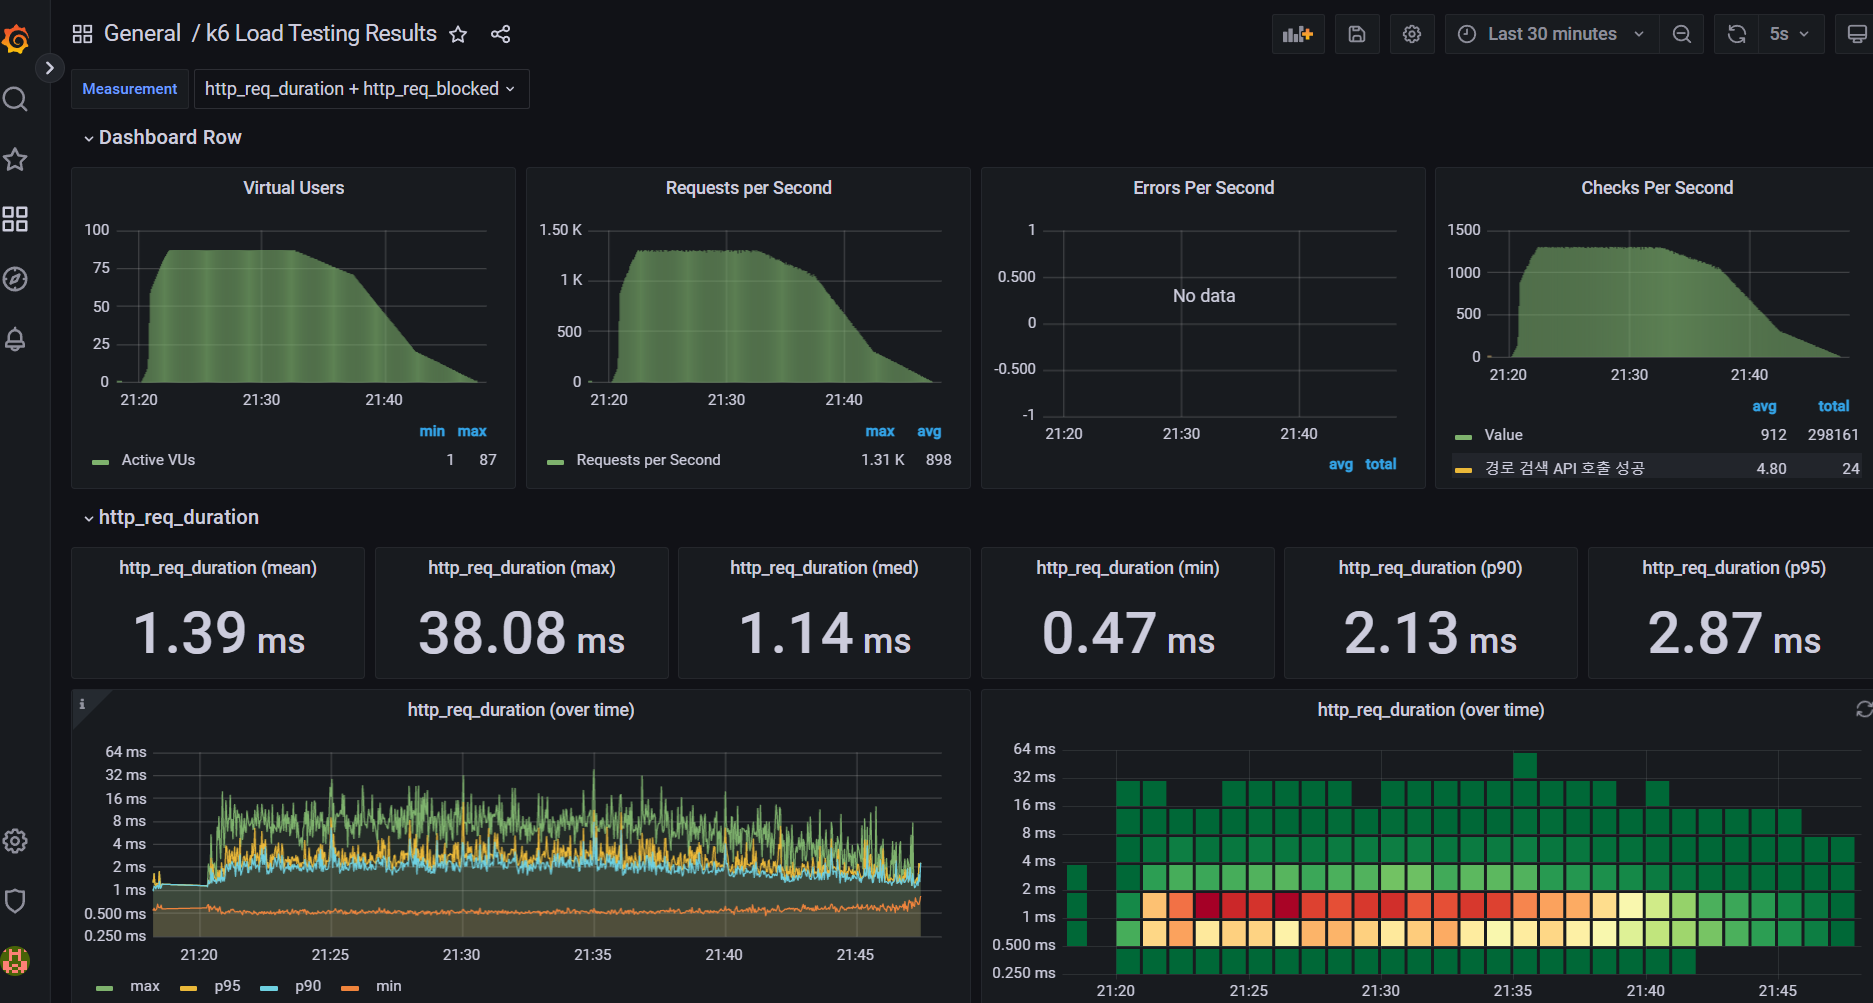 General / k6 Load Testing Results
Last 30 minutes
5s
Measurement
http_req_duration + http_req_blocked
Dashboard Row
Virtual Users
100
75
50
25
0
21:20 21:30 21:40
min max
Active VUs 1 87
Requests per Second
1.50 K
1 K
500
0
21:20 21:30 21:40
max avg
Requests per Second 1.31 K 898
Errors Per Second
1
0.500
0
-0.500
-1
No data
21:20 21:30 21:40
avg total
Checks Per Second
1500
1000
500
0
21:20 21:30 21:40
avg total
Value 912 298161
경로 검색 API 호출 성공 4.80 24
http_req_duration
http_req_duration (mean)
1.39 ms
http_req_duration (max)
38.08 ms
http_req_duration (med)
1.14 ms
http_req_duration (min)
0.47 ms
http_req_duration (p90)
2.13 ms
http_req_duration (p95)
2.87 ms
i
http_req_duration (over time)
64 ms
32 ms
16 ms
8 ms
4 ms
2 ms
1 ms
0.500 ms
0.250 ms
21:20 21:25 21:30 21:35 21:40 21:45
max p95 p90 min
http_req_duration (over time)
64 ms
32 ms
16 ms
8 ms
4 ms
2 ms
1 ms
0.500 ms
0.250 ms
21:20 21:25 21:30 21:35 21:40 21:45